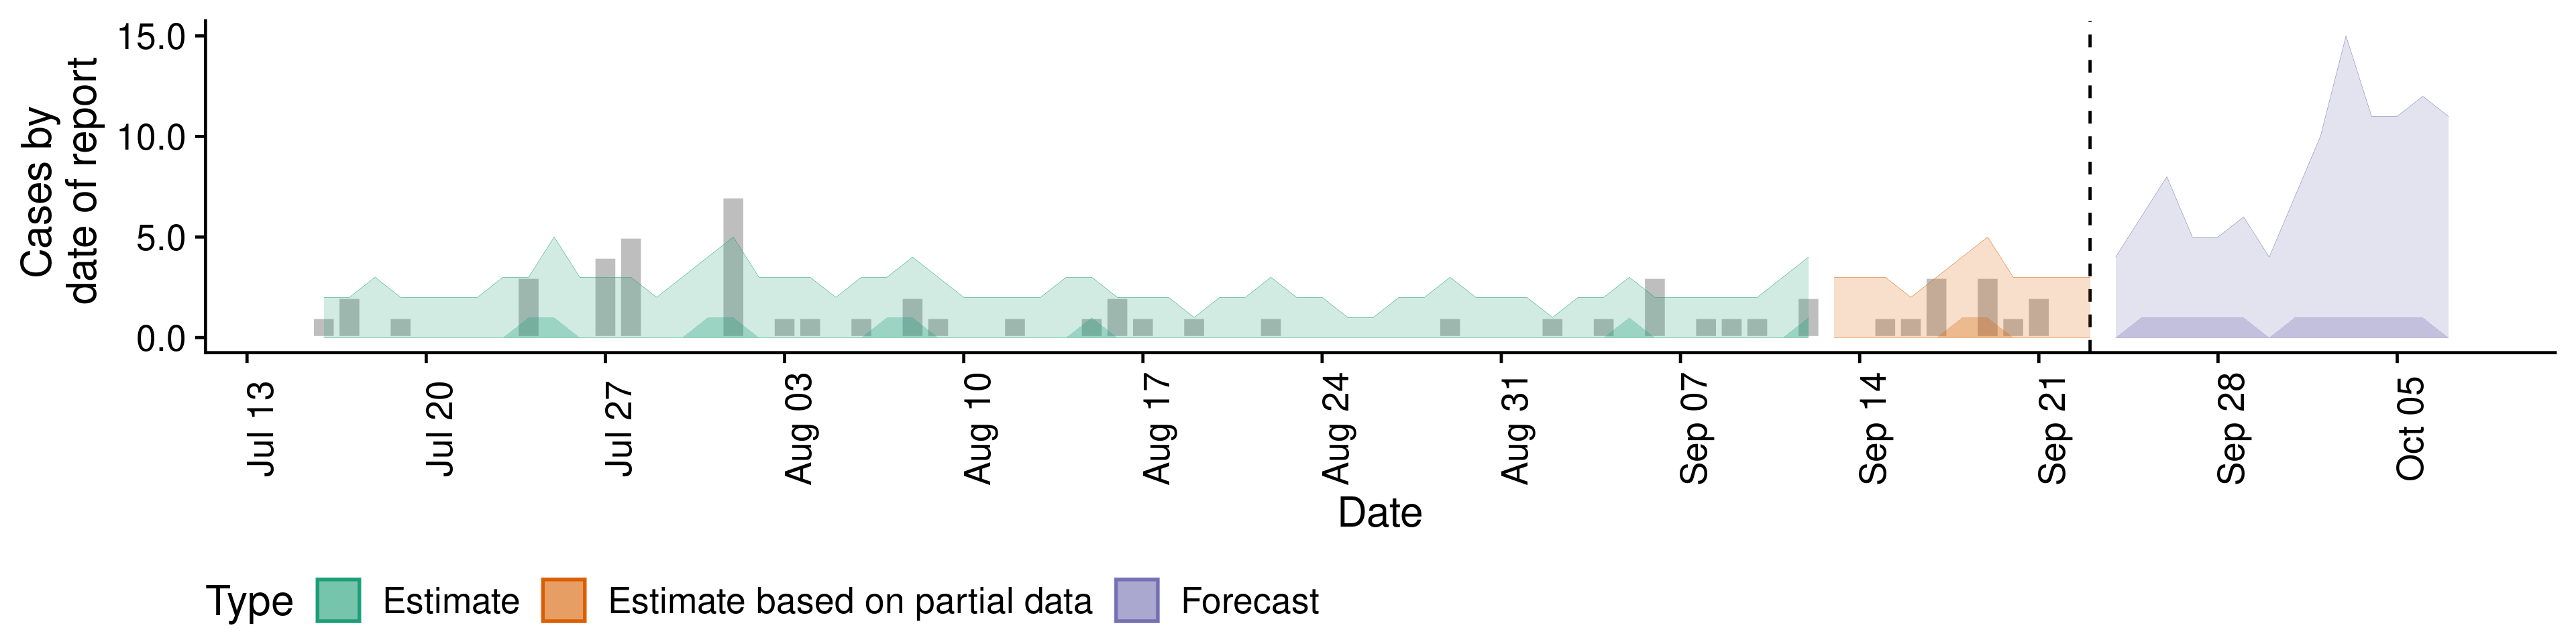 Cases by
date of report
15.0
10.0
5.0
0.0
Jul 13
Jul 20
Jul 27
Aug 03
Aug 10
Aug 17
Aug 24
Aug 31
Sep 07
Sep 14
Sep 21
Sep 28
Oct 05
Date
Type Estimate Estimate based on partial data Forecast